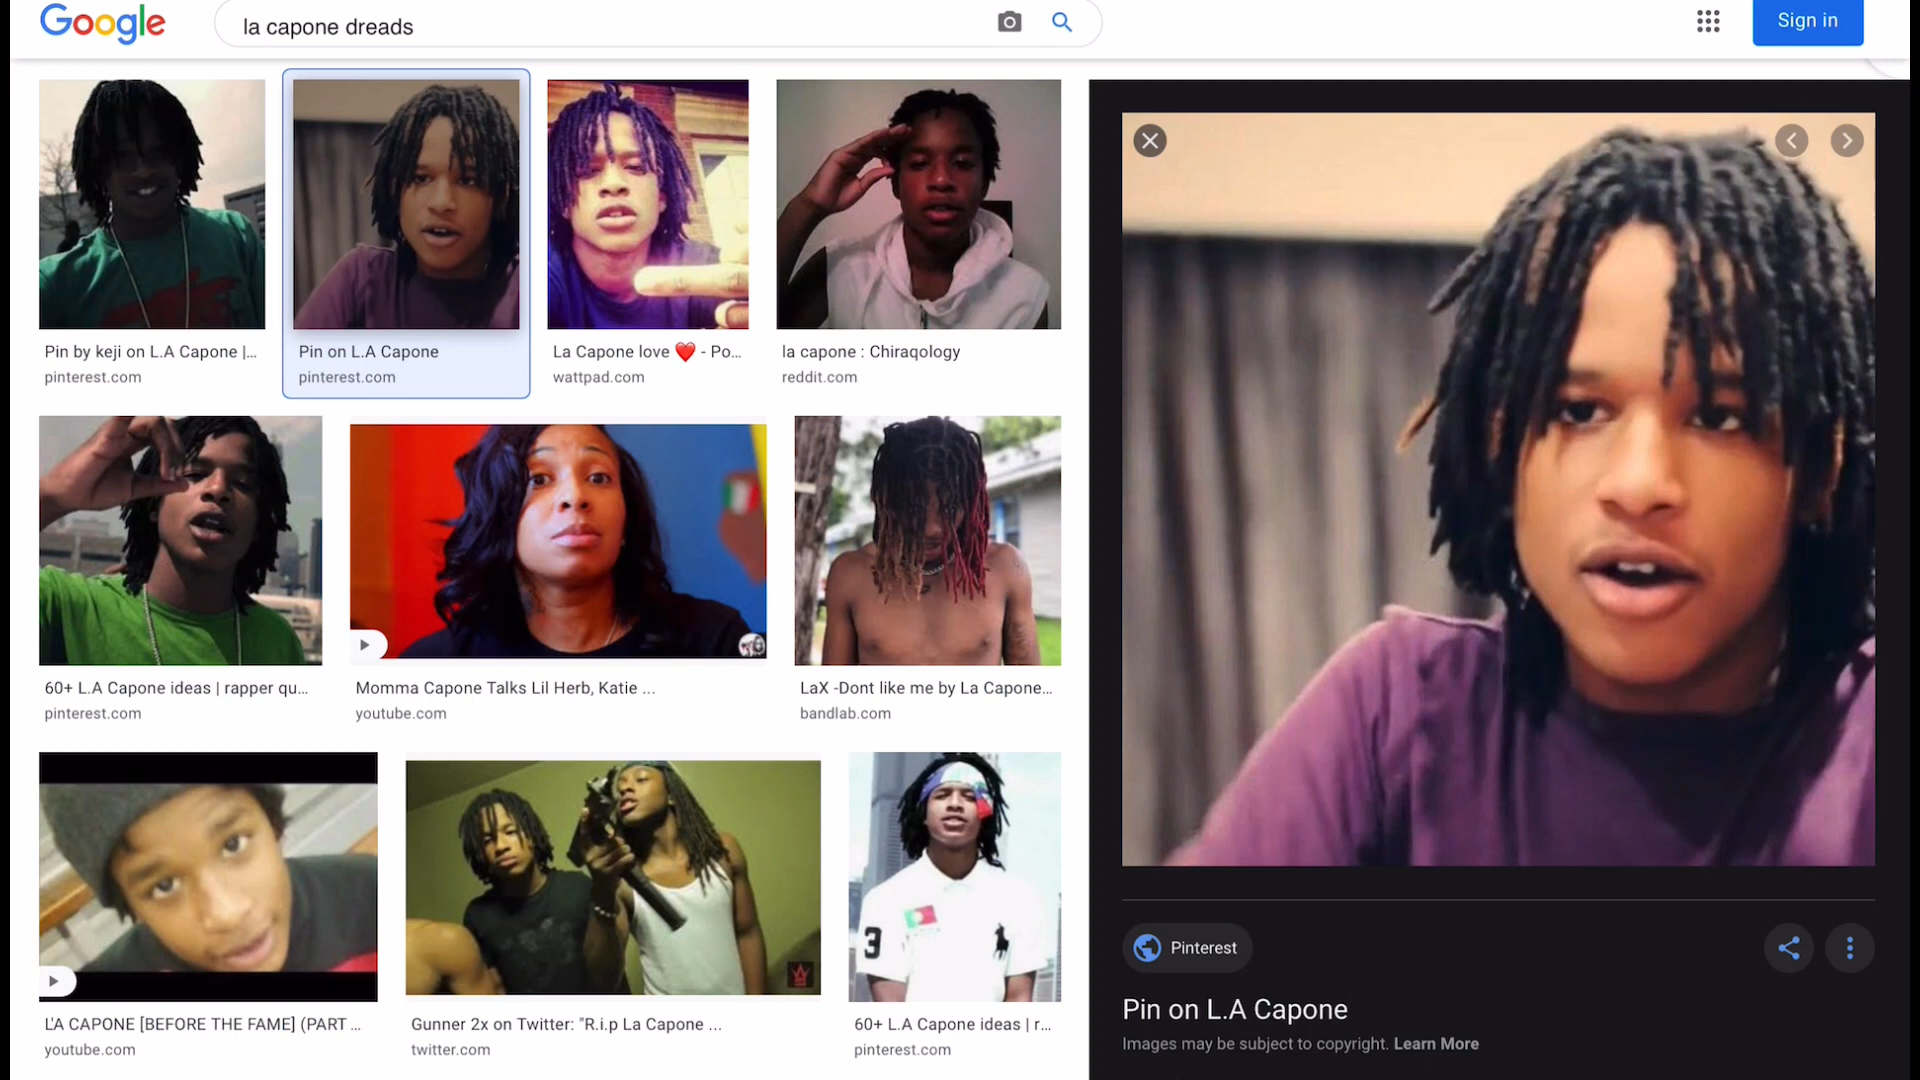 Google
la capone dreads
Sign in
Pin by keji on L.A Capone |...
pinterest.com
Pin on L.A Capone
pinterest.com
La Capone love ❤️ - Po...
wattpad.com
la capone : Chiraqology
reddit.com
60+ L.A Capone ideas | rapper qu...
pinterest.com
Momma Capone Talks Lil Herb, Katie ...
youtube.com
LaX -Dont like me by La Capone...
bandlab.com
3
L'A CAPONE [BEFORE THE FAME] (PART ...
youtube.com
Gunner 2x on Twitter: "R.i.p La Capone ...
twitter.com
60+ L.A Capone ideas | r...
pinterest.com
Pinterest
Pin on L.A Capone
Images may be subject to copyright. Learn More